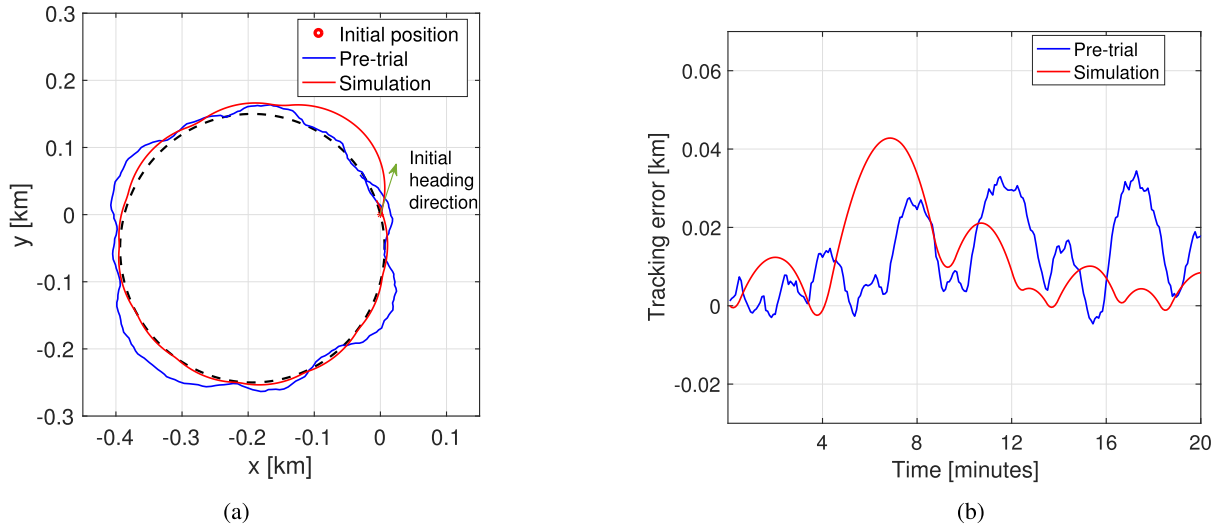 0.3
0.2
0.1
0
-0.1
-0.2
-0.3
y [km]
Initial position
Pre-trial
Simulation
Initial
heading
direction
-0.4
-0.3
-0.2
-0.1
0
0.1
x [km]
(a)
0.06
0.04
0.02
0
-0.02
Tracking error [km]
Pre-trial
Simulation
4
8
12
16
20
Time [minutes]
(b)